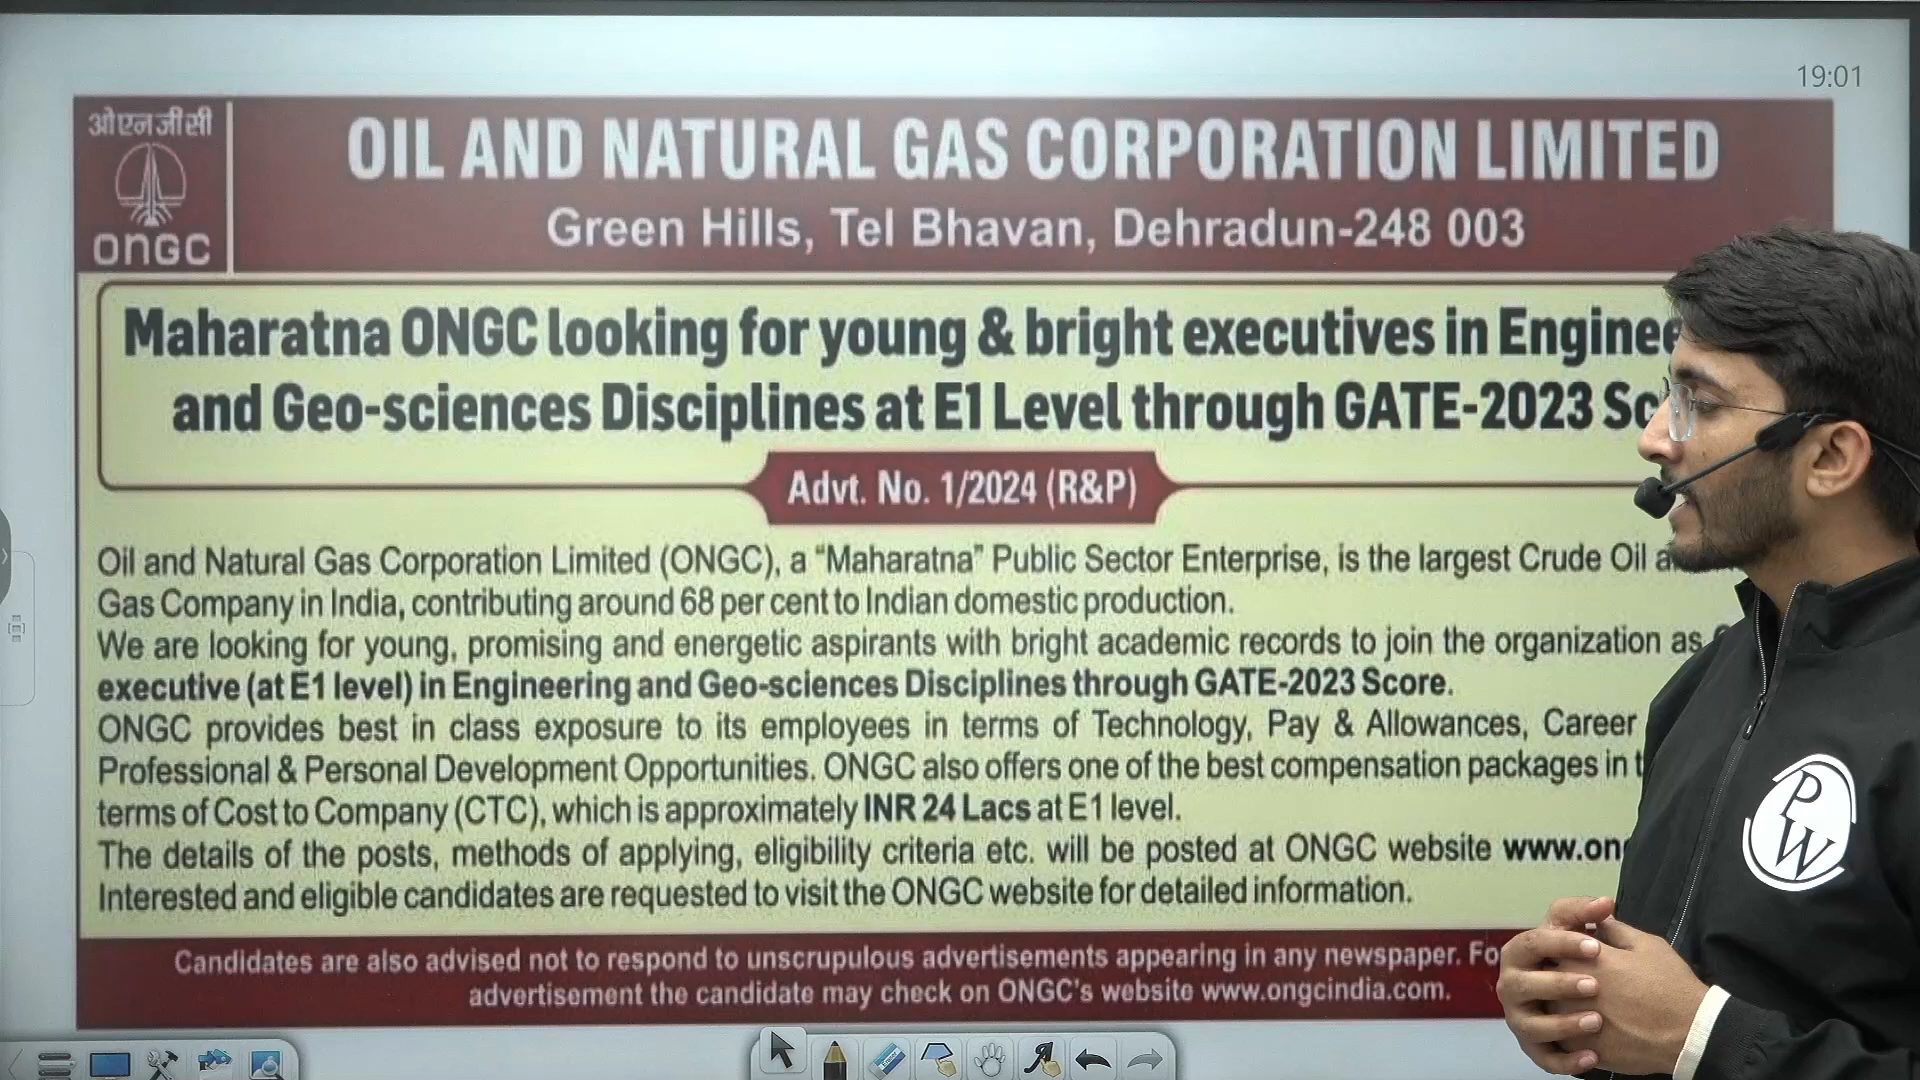 19:01
ओएनजीसी
ONGC
OIL AND NATURAL GAS CORPORATION LIMITED
Green Hills, Tel Bhavan, Dehradun-248 003
Maharatna ONGC looking for young & bright executives in Enginee
and Geo-sciences Disciplines at E1 Level through GATE-2023 Sc
Advt. No. 1/2024 (R&P)
Oil and Natural Gas Corporation Limited (ONGC), a “Maharatna” Public Sector Enterprise, is the largest Crude Oil a
Gas Company in India, contributing around 68 per cent to Indian domestic production.
We are looking for young, promising and energetic aspirants with bright academic records to join the organization as
executive (at E1 level) in Engineering and Geo-sciences Disciplines through GATE-2023 Score.
ONGC provides best in class exposure to its employees in terms of Technology, Pay & Allowances, Career
Professional & Personal Development Opportunities. ONGC also offers one of the best compensation packages in t
terms of Cost to Company (CTC), which is approximately INR 24 Lacs at E1 level.
The details of the posts, methods of applying, eligibility criteria etc. will be posted at ONGC website www.on
Interested and eligible candidates are requested to visit the ONGC website for detailed information.
Candidates are also advised not to respond to unscrupulous advertisements appearing in any newspaper. Fo
advertisement the candidate may check on ONGC's website www.ongcindia.com.
PW